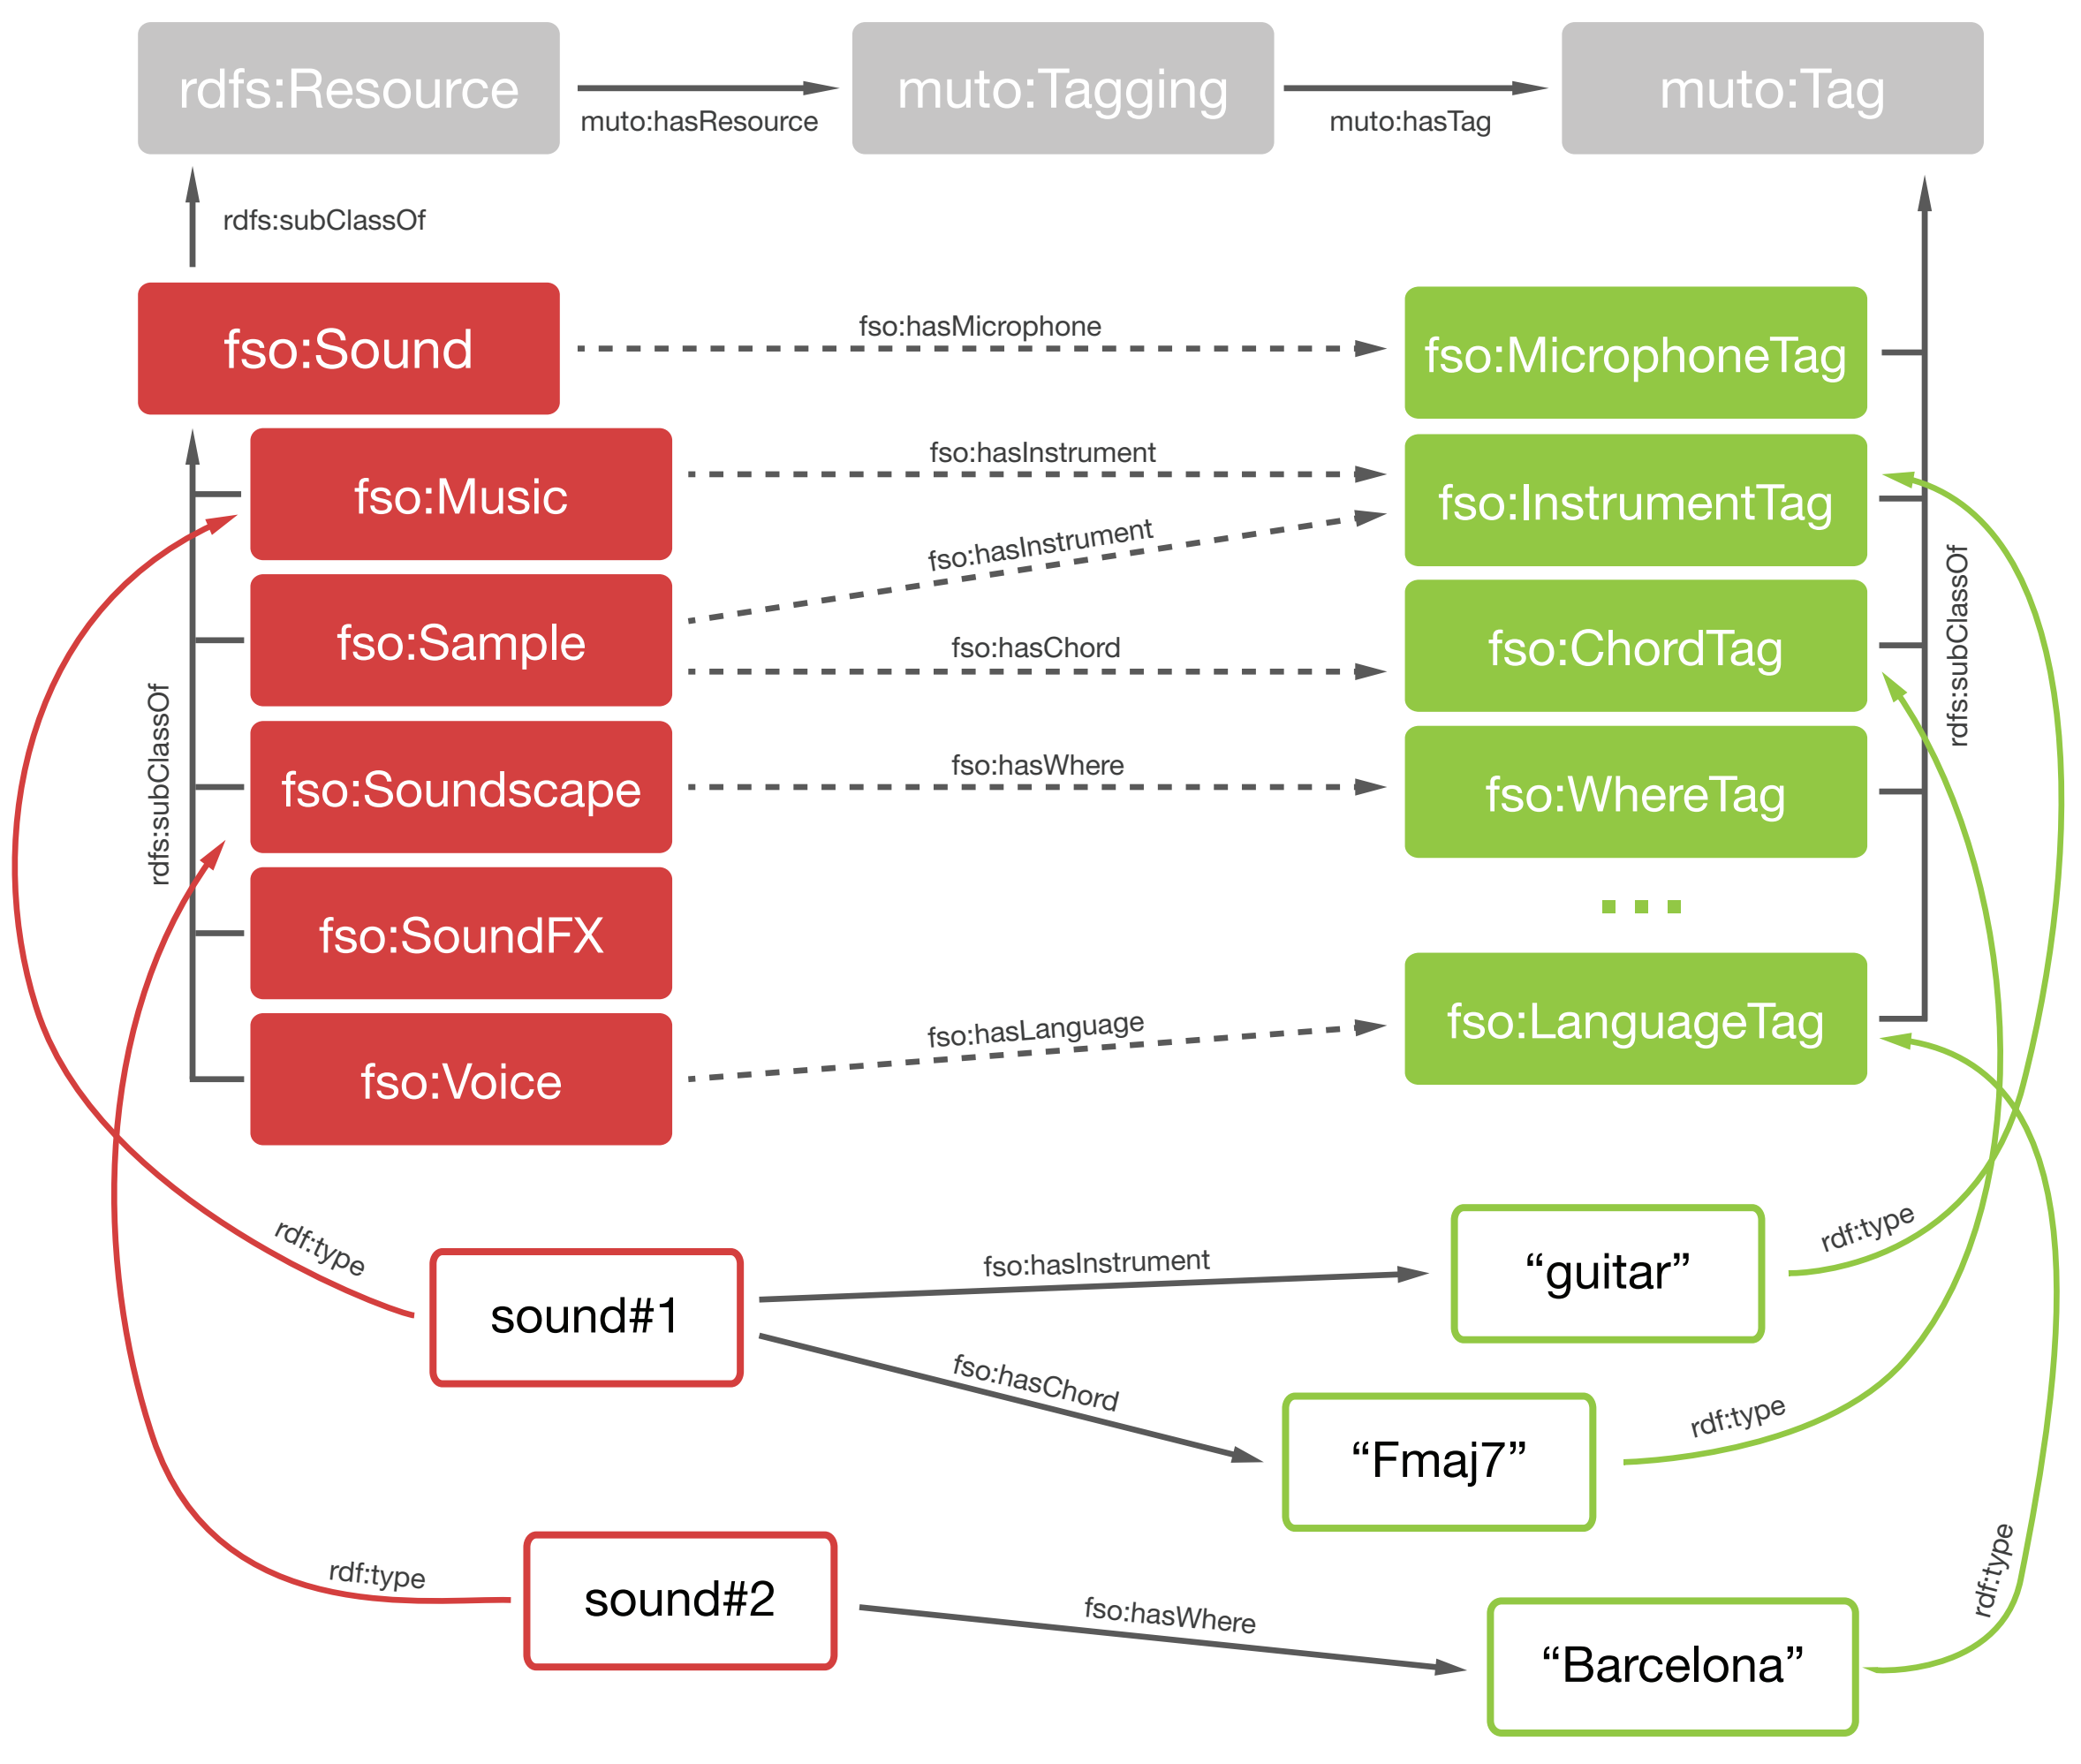 rdfs:Resource
muto:hasResource
muto:Tagging
muto:hasTag
muto:Tag
rdfs:subClassOf
fso:Sound
fso:hasMicrophone
fso:MicrophoneTag
fso:Music
fso:hasInstrument
fso:InstrumentTag
fso:hasInstrument
fso:Sample
fso:hasChord
fso:ChordTag
rdfs:subClassOf
rdfs:subClassOf
fso:Soundscape
fso:hasWhere
fso:WhereTag
...
fso:SoundFX
fso:Voice
fso:hasLanguage
fso:LanguageTag
rdf:type
sound#1
fso:hasInstrument
“guitar”
rdf:type
fso:hasChord
“Fmaj7”
rdf:type
rdf:type
sound#2
fso:hasWhere
“Barcelona”
rdf:type